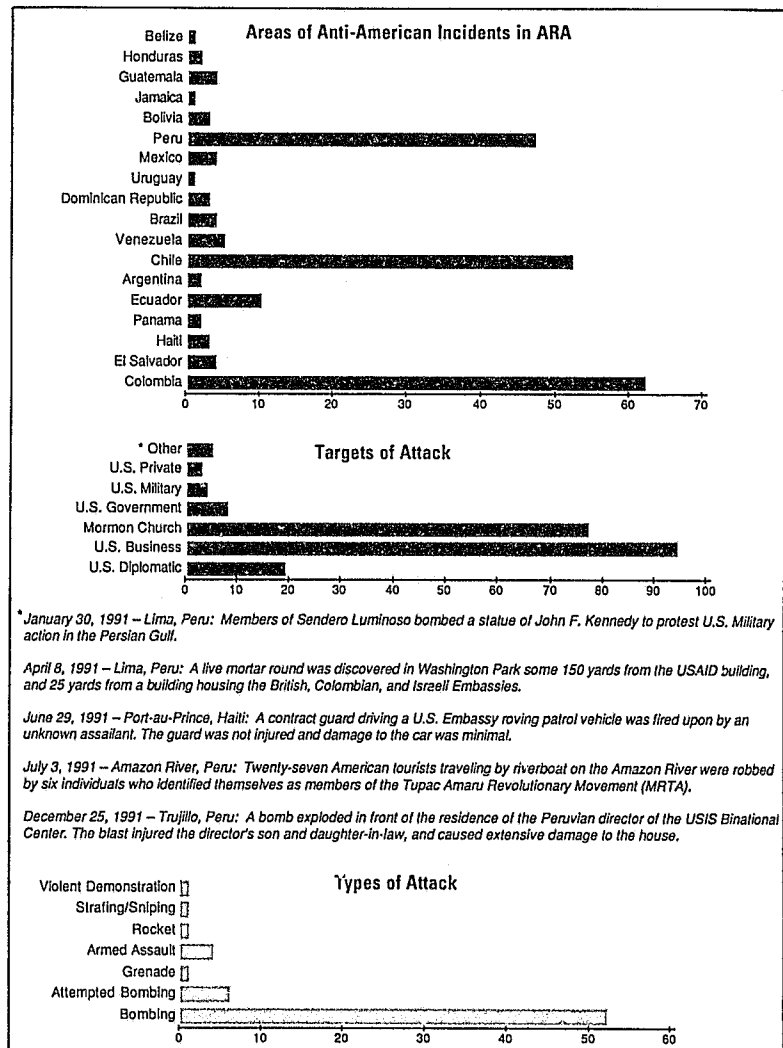 Areas of Anti-American Incidents in ARA
Belize
Honduras
Guatemala
Jamaica
Bolivia
Peru
Mexico
Uruguay
Dominican Republic
Brazil
Venezuela
Chile
Argentina
Ecuador
Panama
Haiti
El Salvador
Colombia
0 10 20 30 40 50 60 70
Targets of Attack
* Other
U.S. Private
U.S. Military
U.S. Government
Mormon Church
U.S. Business
U.S. Diplomatic
0 10 20 30 40 50 60 70 80 90 100
*January 30, 1991 – Lima, Peru: Members of Sendero Luminoso bombed a statue of John F. Kennedy to protest U.S. Military
action in the Persian Gulf.
April 8, 1991 – Lima, Peru: A live mortar round was discovered in Washington Park some 150 yards from the USAID building,
and 25 yards from a building housing the British, Colombian, and Israeli Embassies.
June 29, 1991 – Port-au-Prince, Haiti: A contract guard driving a U.S. Embassy roving patrol vehicle was fired upon by an
unknown assailant. The guard was not injured and damage to the car was minimal.
July 3, 1991 – Amazon River, Peru: Twenty-seven American tourists traveling by riverboat on the Amazon River were robbed
by six individuals who identified themselves as members of the Tupac Amaru Revolutionary Movement (MRTA).
December 25, 1991 – Trujillo, Peru: A bomb exploded in front of the residence of the Peruvian director of the USIS Binational
Center. The blast injured the director's son and daughter-in-law, and caused extensive damage to the house.
Types of Attack
Violent Demonstration
Strafing/Sniping
Rocket
Armed Assault
Grenade
Attempted Bombing
Bombing
0 10 20 30 40 50 60